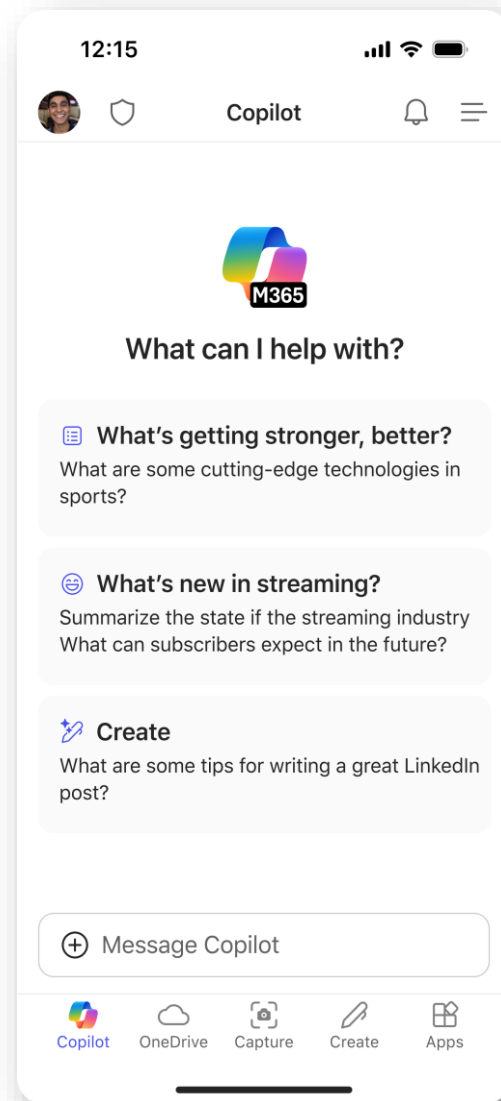 12:15
Copilot
M365
What can I help with?
What's getting stronger, better?
What are some cutting-edge technologies in
sports?
What's new in streaming?
Summarize the state if the streaming industry
What can subscribers expect in the future?
Create
What are some tips for writing a great LinkedIn
post?
Message Copilot
Copilot OneDrive Capture Create Apps